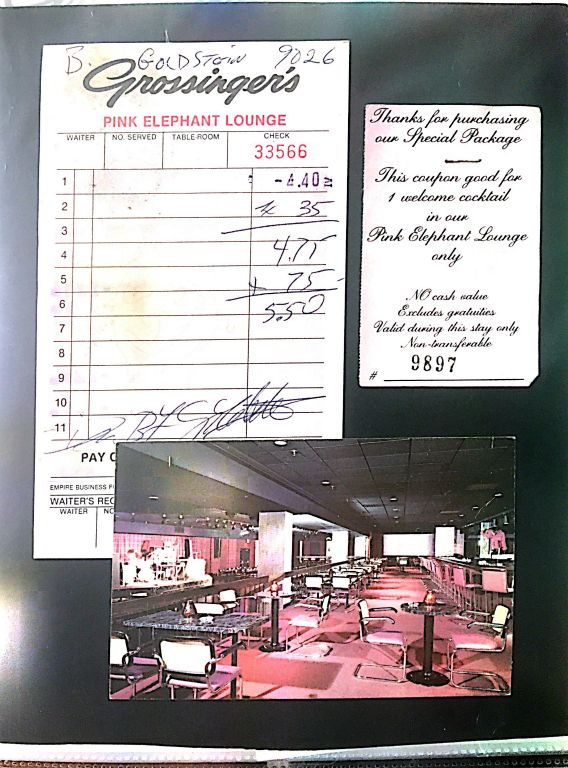 B. GOLDSTEIN 9026
Grossinger's
PINK ELEPHANT LOUNGE
WAITER NO. SERVED TABLE-ROOM CHECK
33566
1 -4.40
2 35
3
4 4.75
5 75
6 5.50
7
8
9
10
11
PAY
EMPIRE BUSINESS
WAITER'S REC
WAITER
Thanks for purchasing
our Special Package
This coupon good for
1 welcome cocktail
in our
Pink Elephant Lounge
only
NO cash value
Excludes gratuities
Valid during this stay only
Non-transferable
# 9897